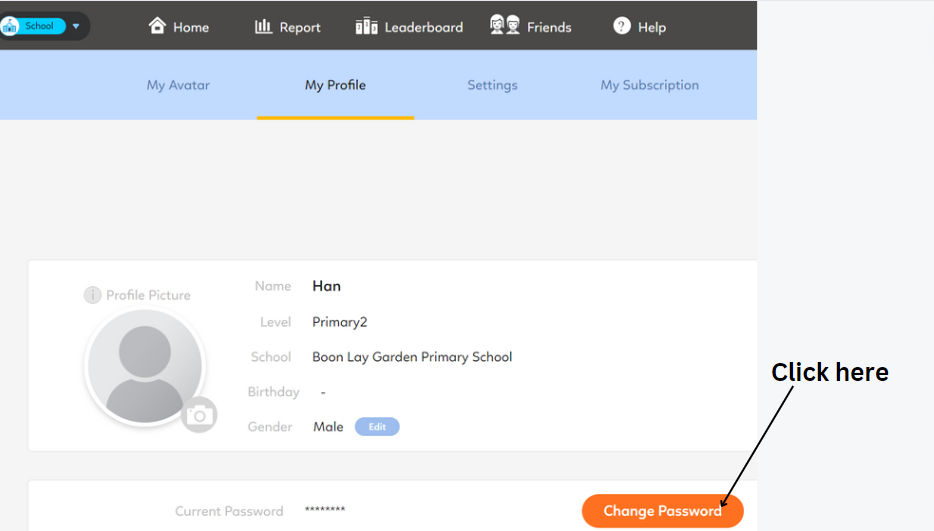 School
Home
Report
Leaderboard
Friends
? Help
My Avatar
My Profile
Settings
My Subscription
i Profile Picture
Name Han
Level Primary2
School Boon Lay Garden Primary School
Birthday -
Gender Male Edit
Click here
Current Password ******** Change Password